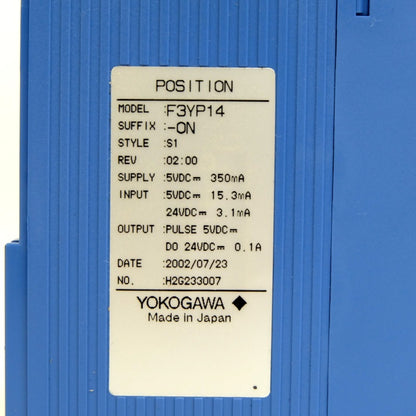 POSITION
MODEL :F3YP14
SUFFIX :-0N
STYLE :S1
REV :02:00
SUPPLY :5VDC⎓ 350mA
INPUT :5VDC⎓ 15.3mA
24VDC⎓ 3.1mA
OUTPUT :PULSE 5VDC⎓
DO 24VDC⎓ 0.1A
DATE :2002/07/23
NO. :H2G233007
YOKOGAWA ◆
Made in Japan